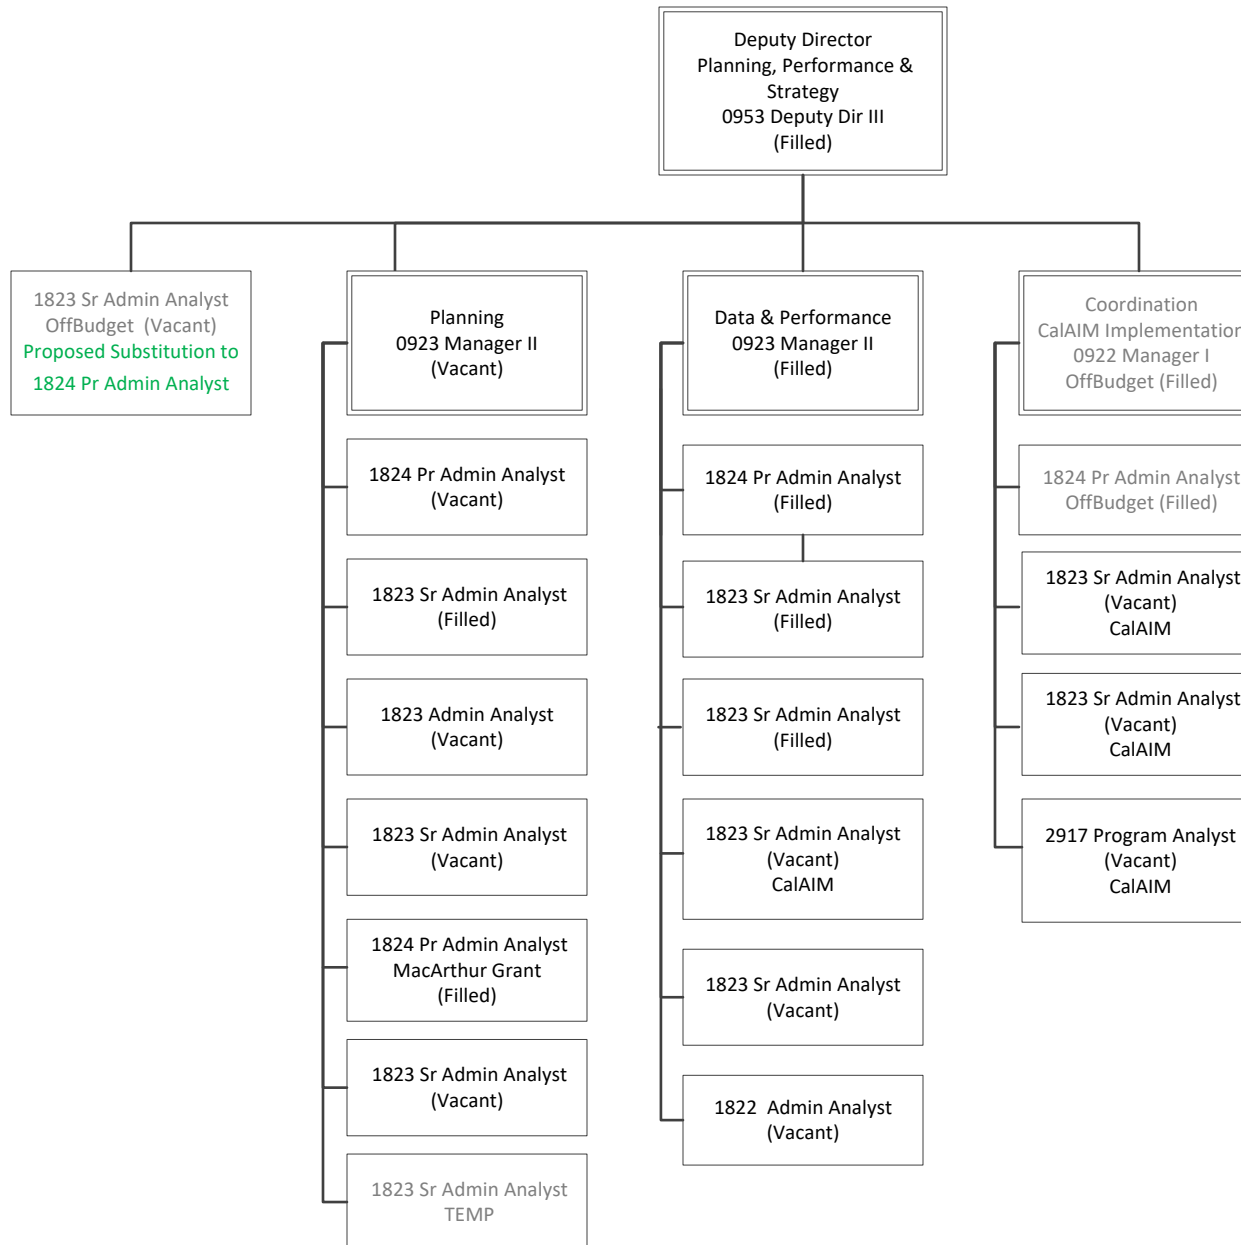 Deputy Director
Planning, Performance &
Strategy
0953 Deputy Dir III
(Filled)
1823 Sr Admin Analyst
OffBudget (Vacant)
Proposed Substitution to
1824 Pr Admin Analyst
Planning
0923 Manager II
(Vacant)
1824 Pr Admin Analyst
(Vacant)
1823 Sr Admin Analyst
(Filled)
1823 Admin Analyst
(Vacant)
1823 Sr Admin Analyst
(Vacant)
1824 Pr Admin Analyst
MacArthur Grant
(Filled)
1823 Sr Admin Analyst
(Vacant)
1823 Sr Admin Analyst
TEMP
Data & Performance
0923 Manager II
(Filled)
1824 Pr Admin Analyst
(Filled)
1823 Sr Admin Analyst
(Filled)
1823 Sr Admin Analyst
(Filled)
1823 Sr Admin Analyst
(Vacant)
CalAIM
1823 Sr Admin Analyst
(Vacant)
1822 Admin Analyst
(Vacant)
Coordination
CalAIM Implementation
0922 Manager I
OffBudget (Filled)
1824 Pr Admin Analyst
OffBudget (Filled)
1823 Sr Admin Analyst
(Vacant)
CalAIM
1823 Sr Admin Analyst
(Vacant)
CalAIM
2917 Program Analyst
(Vacant)
CalAIM